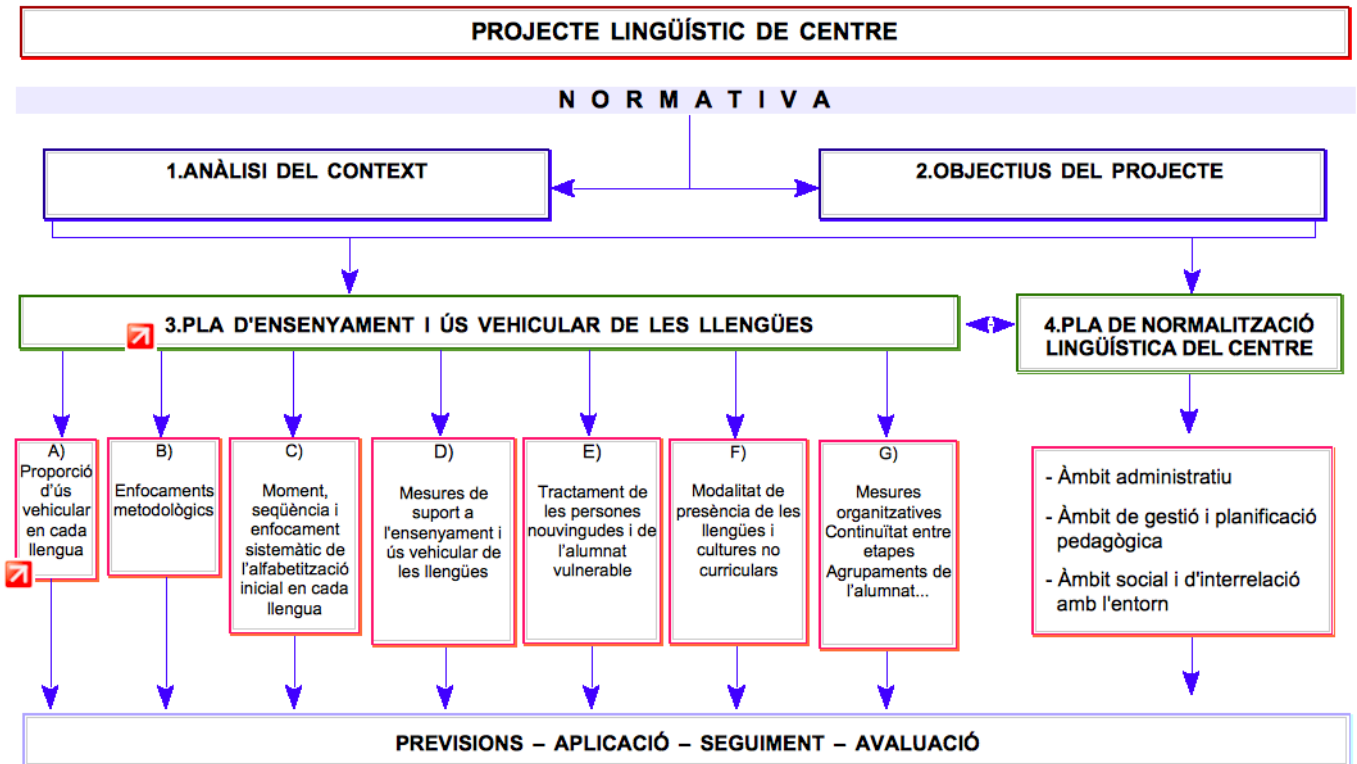 PROJECTE LINGÜÍSTIC DE CENTRE
N O R M A T I V A
1.ANÀLISI DEL CONTEXT
2.OBJECTIUS DEL PROJECTE
3.PLA D'ENSENYAMENT I ÚS VEHICULAR DE LES LLENGÜES
4.PLA DE NORMALITZACIÓ
LINGÜÍSTICA DEL CENTRE
A)
Proporció
d'ús
vehicular
en cada
llengua
B)
Enfocaments
metodològics
C)
Moment,
seqüència i
enfocament
sistemàtic de
l'alfabetització
inicial en cada
llengua
D)
Mesures de
suport a
l'ensenyament i
ús vehicular de
les llengües
E)
Tractament de
les persones
nouvingudes i de
l'alumnat
vulnerable
F)
Modalitat de
presència de les
llengües i
cultures no
curriculars
G)
Mesures
organitzatives
Continuïtat entre
etapes
Agrupaments de
l'alumnat...
- Àmbit administratiu
- Àmbit de gestió i planificació
pedagògica
- Àmbit social i d'interrelació
amb l'entorn
PREVISIONS – APLICACIÓ – SEGUIMENT – AVALUACIÓ